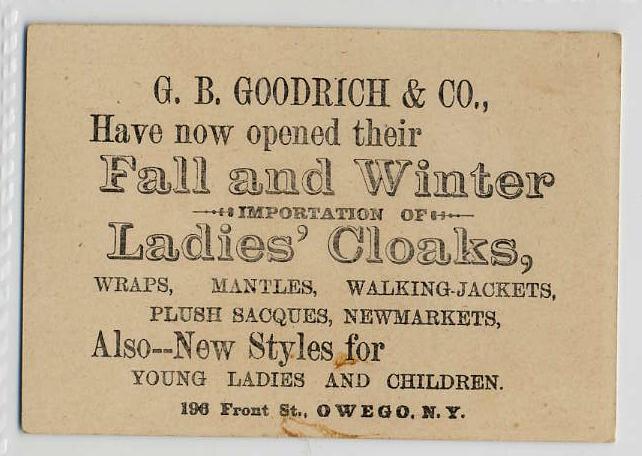 G. B. GOODRICH & CO.,
Have now opened their
Fall and Winter
IMPORTATION OF
Ladies' Cloaks,
WRAPS, MANTLES, WALKING-JACKETS,
PLUSH SACQUES, NEWMARKETS,
Also--New Styles for
YOUNG LADIES AND CHILDREN.
196 Front St., OWEGO, N. Y.